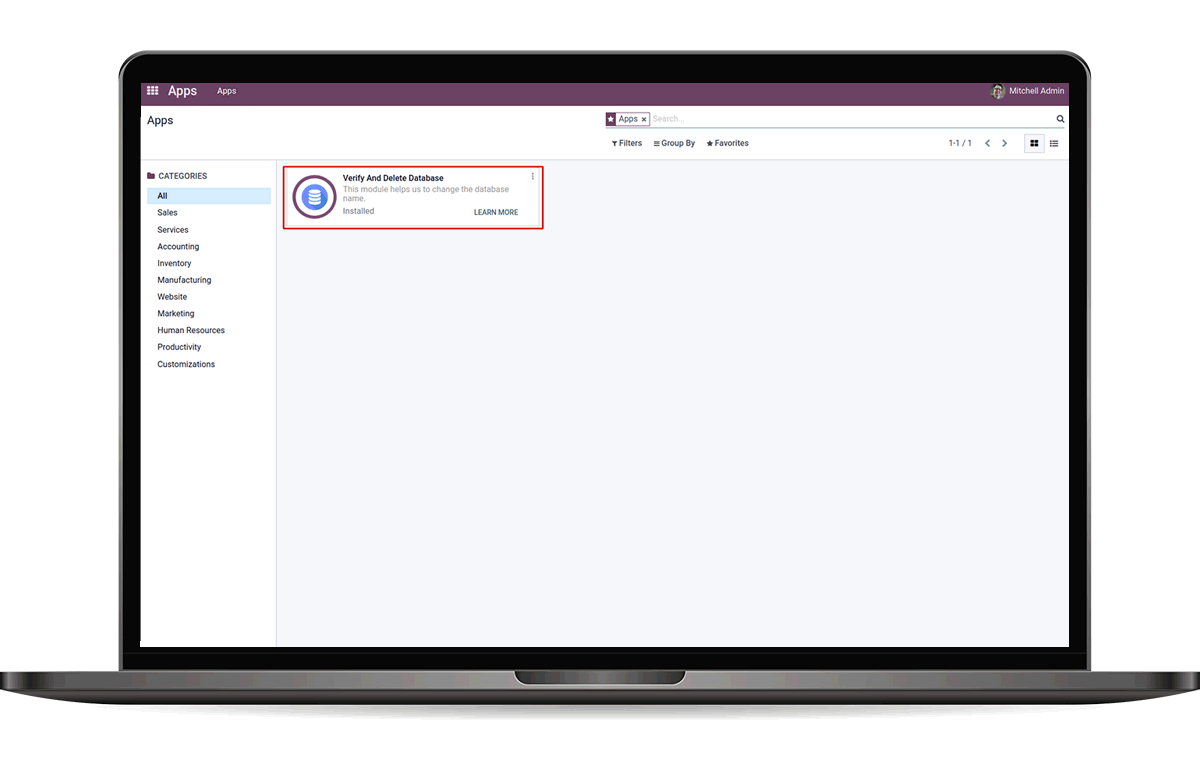 Apps Apps Mitchell Admin
Apps
Apps × Search...
Filters Group By Favorites 1-1 / 1
CATEGORIES
All
Sales
Services
Accounting
Inventory
Manufacturing
Website
Marketing
Human Resources
Productivity
Customizations
Verify And Delete Database
This module helps us to change the database
name.
Installed LEARN MORE